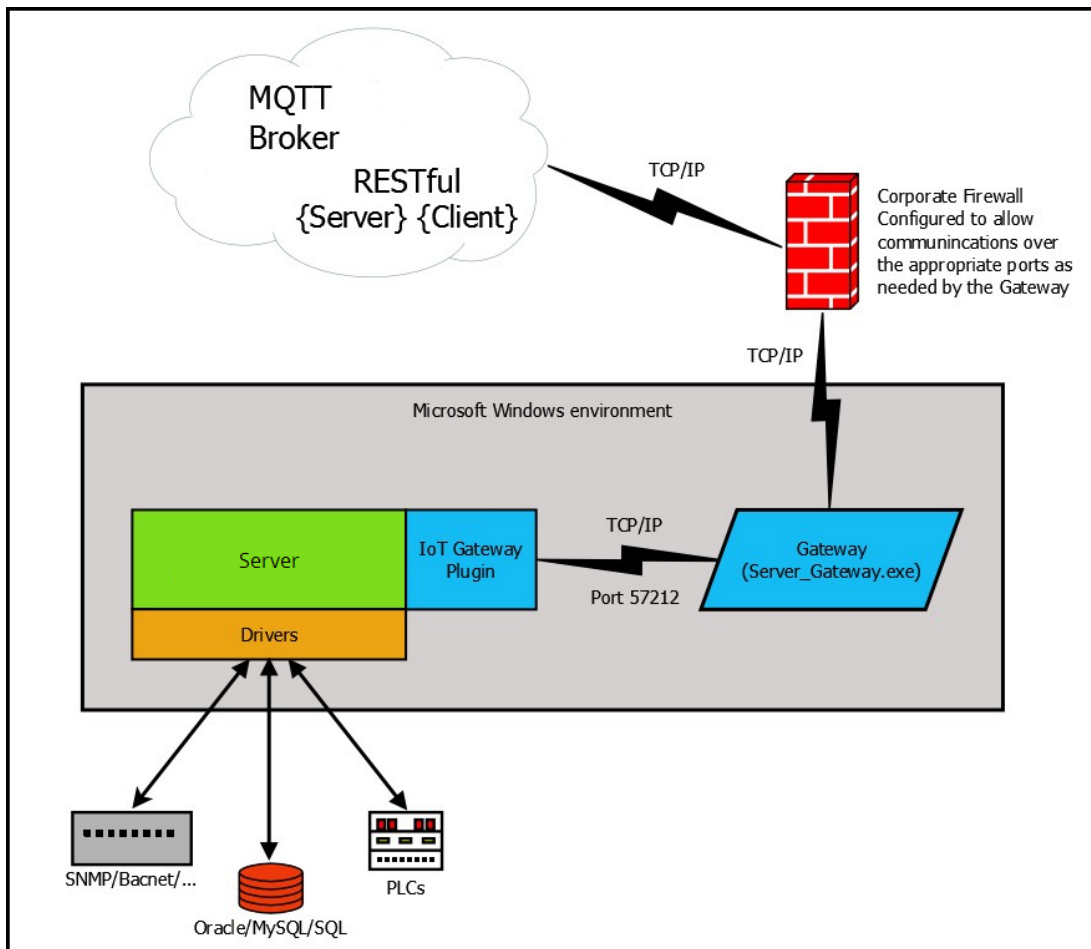 MQTT
Broker
RESTful
{Server} {Client}
TCP/IP
Corporate Firewall
Configured to allow
communincations over
the appropriate ports as
needed by the Gateway
TCP/IP
Microsoft Windows environment
Server
IoT Gateway
Plugin
TCP/IP
Port 57212
Gateway
(Server_Gateway.exe)
Drivers
SNMP/Bacnet/...
Oracle/MySQL/SQL
PLCs